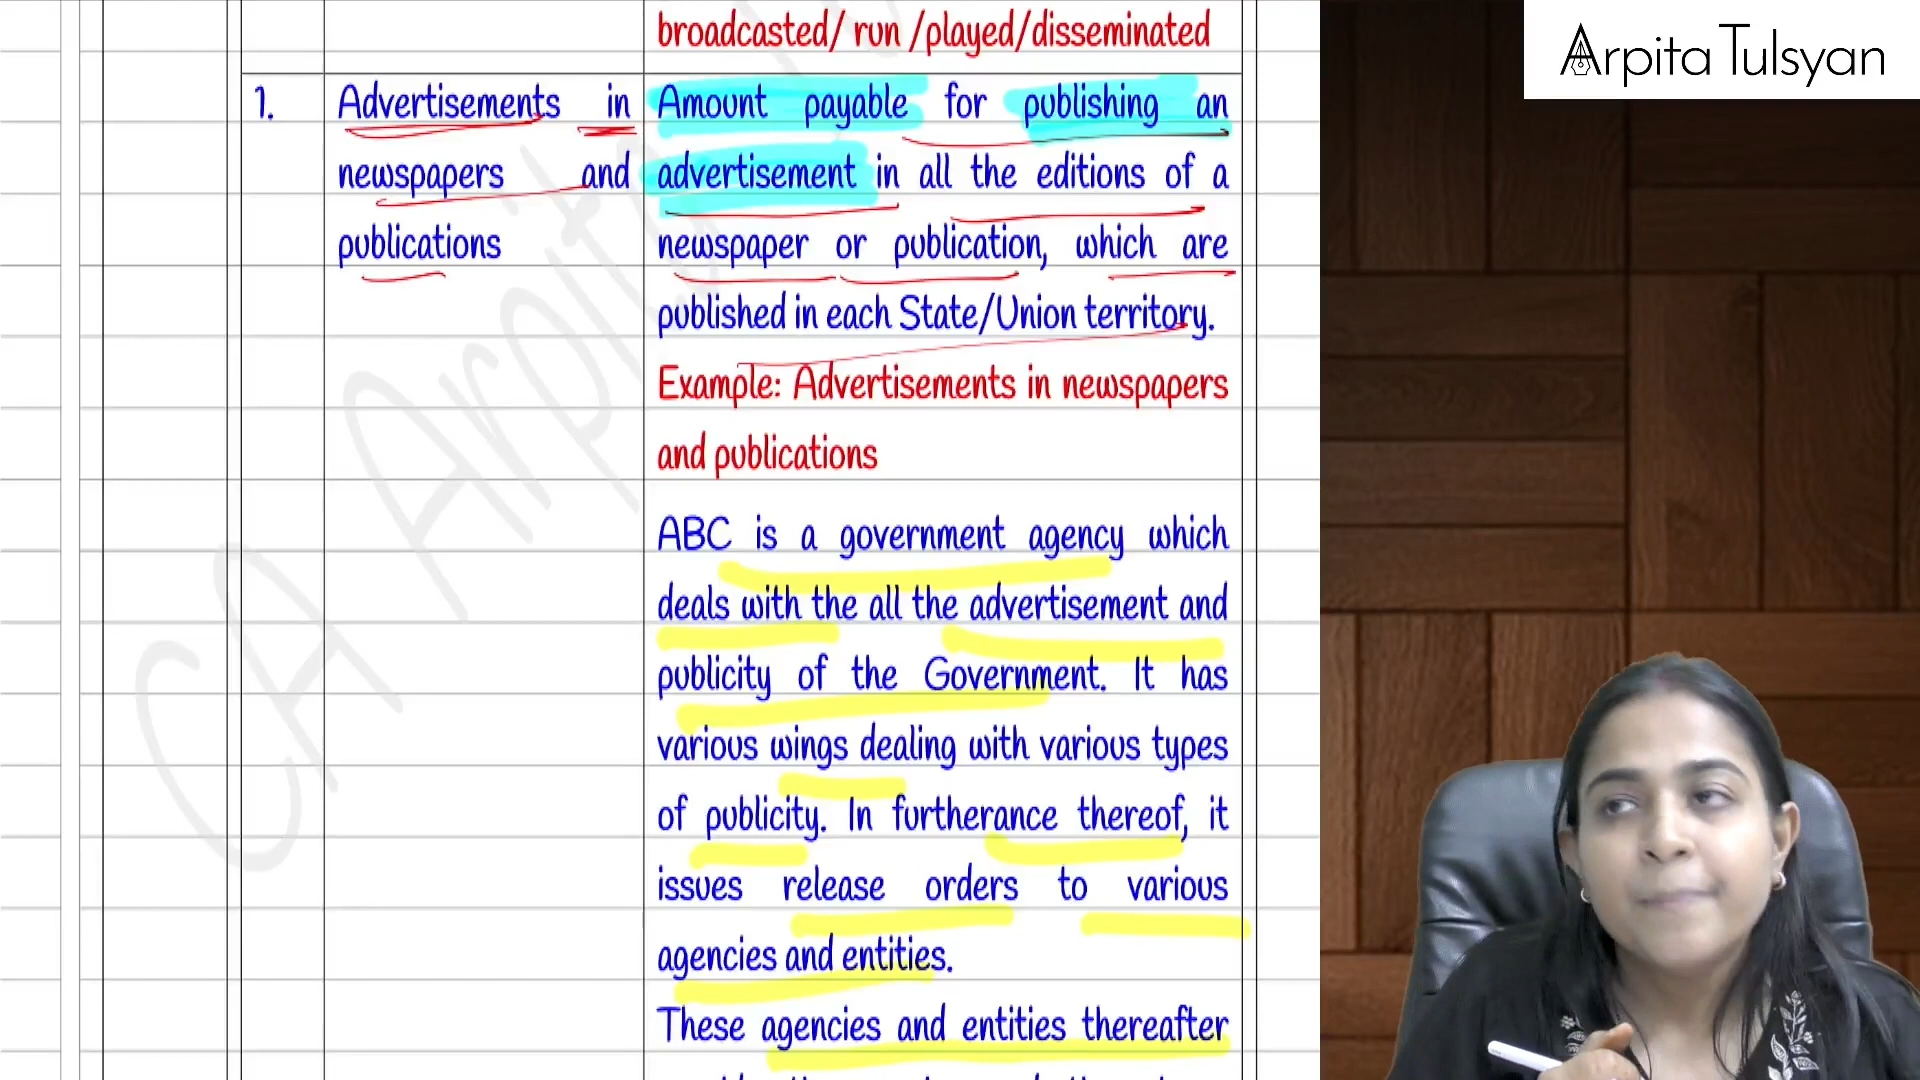 broadcasted/ run /played/disseminated
Arpita Tulsyan
1. Advertisements in newspapers and publications
Amount payable for publishing an
advertisement in all the editions of a
newspaper or publication, which are
published in each State/Union territory.
Example: Advertisements in newspapers
and publications
ABC is a government agency which
deals with the all the advertisement and
publicity of the Government. It has
various wings dealing with various types
of publicity. In furtherance thereof, it
issues release orders to various
agencies and entities.
These agencies and entities thereafter
CA Arpita